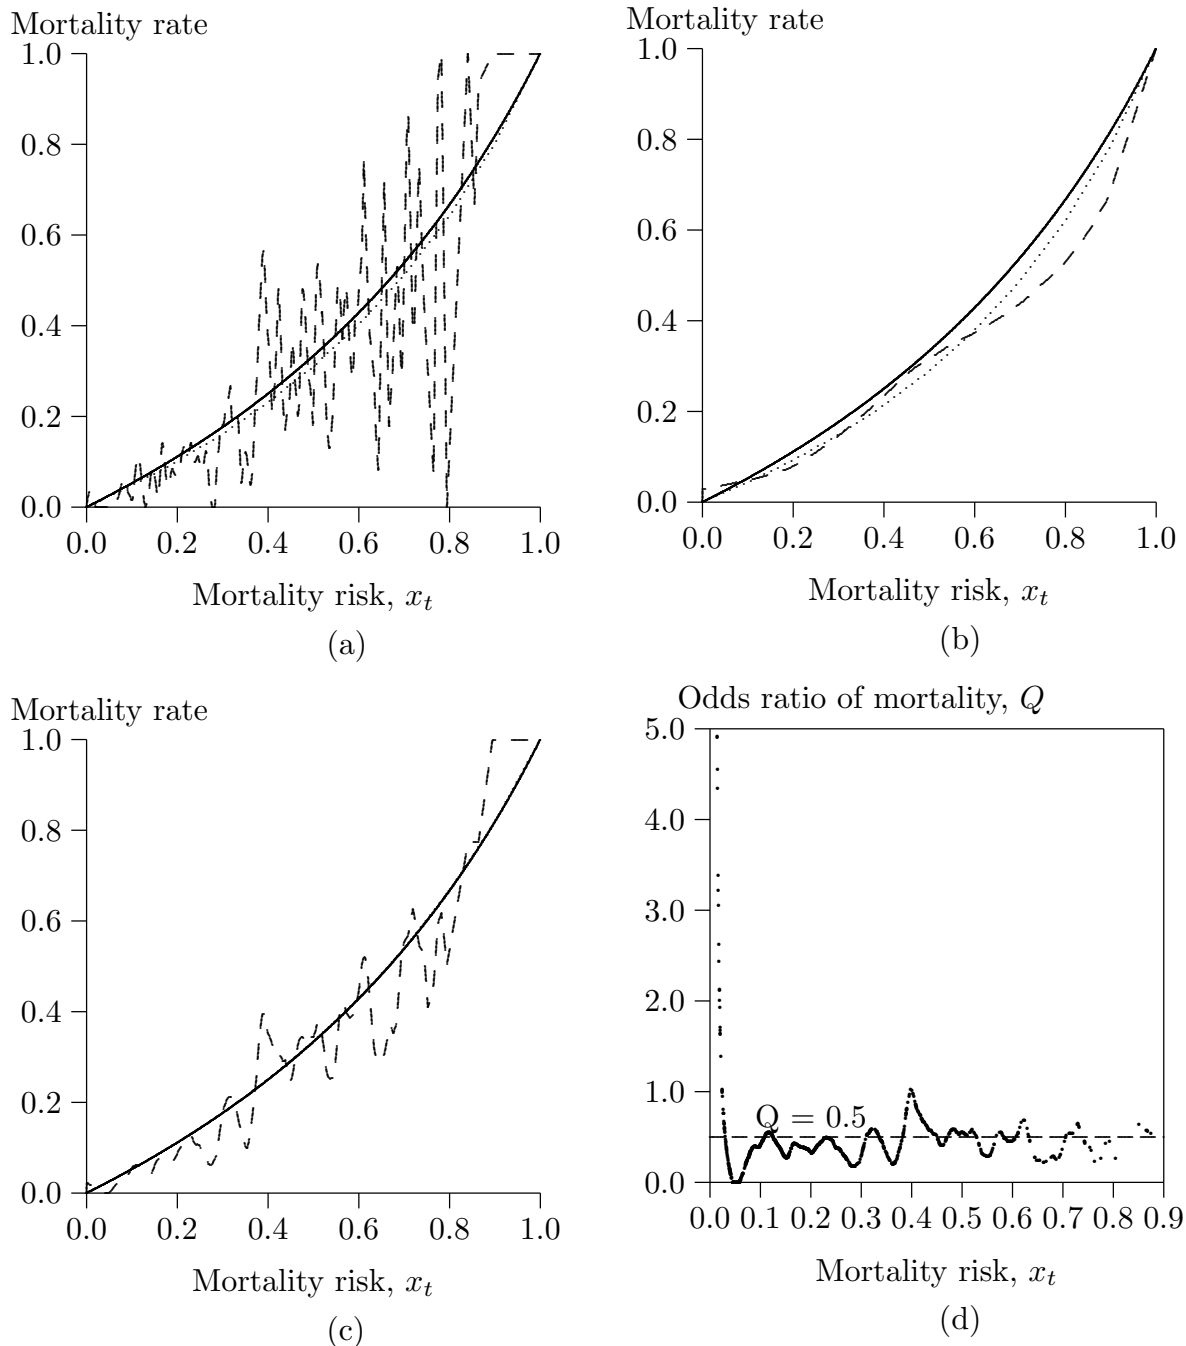 Mortality rate
1.0
0.8
0.6
0.4
0.2
0.0
0.0 0.2 0.4 0.6 0.8 1.0
Mortality risk, x_t
(a)
Mortality rate
1.0
0.8
0.6
0.4
0.2
0.0
0.0 0.2 0.4 0.6 0.8 1.0
Mortality risk, x_t
(b)
Mortality rate
1.0
0.8
0.6
0.4
0.2
0.0
0.0 0.2 0.4 0.6 0.8 1.0
Mortality risk, x_t
(c)
Odds ratio of mortality, Q
5.0
4.0
3.0
2.0
1.0
Q = 0.5
0.0
0.0 0.1 0.2 0.3 0.4 0.5 0.6 0.7 0.8 0.9
Mortality risk, x_t
(d)